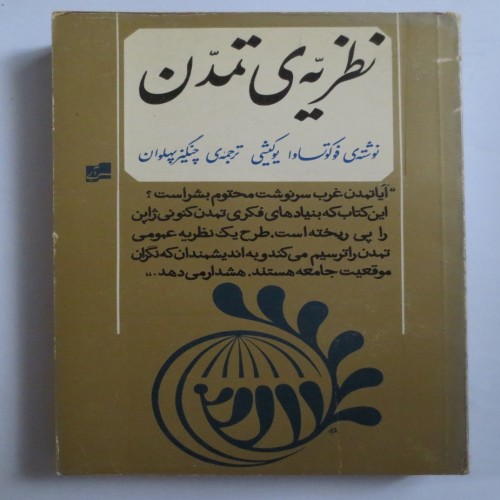 نظریه‌ی تمدّن
نوشته‌ی فوکوتساوا یوکیشی ترجمه‌ی چنگیز پهلوان
"آیا تمدن غرب سرنوشت محتوم بشر است؟
این کتاب که بنیادهای فکری تمدن کنونی ژاپن
را پی ریخته است. طرح یک نظریه عمومی
تمدن را ترسیم می‌کند و به اندیشمندان که نگران
موقعیت جامعه هستند، هشدار می‌دهد..."